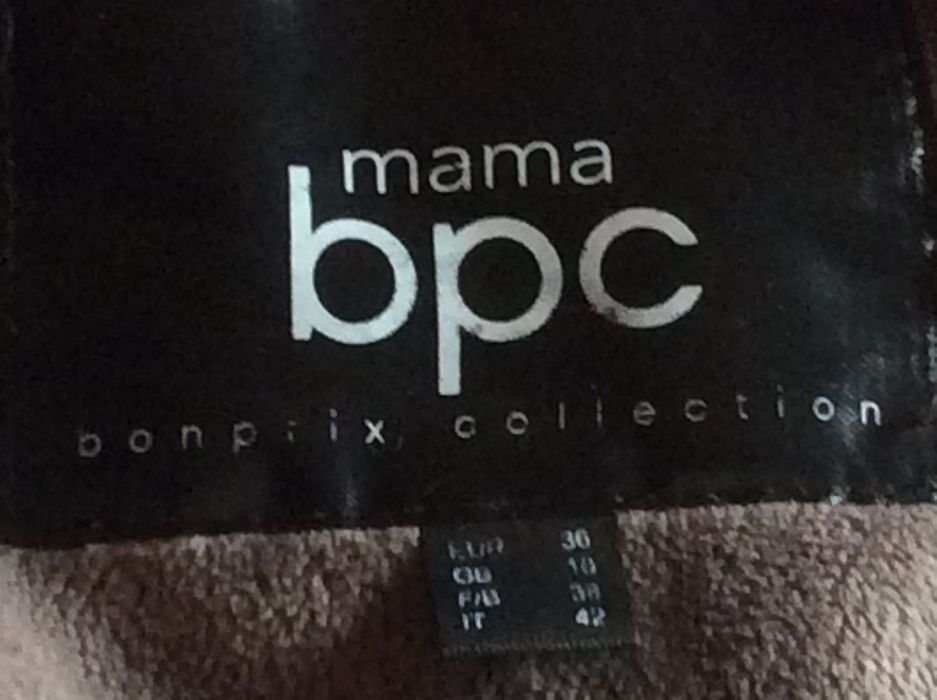 mama
bpc
bonprix collection
EUR 36
GB 10
F/B 38
IT 42